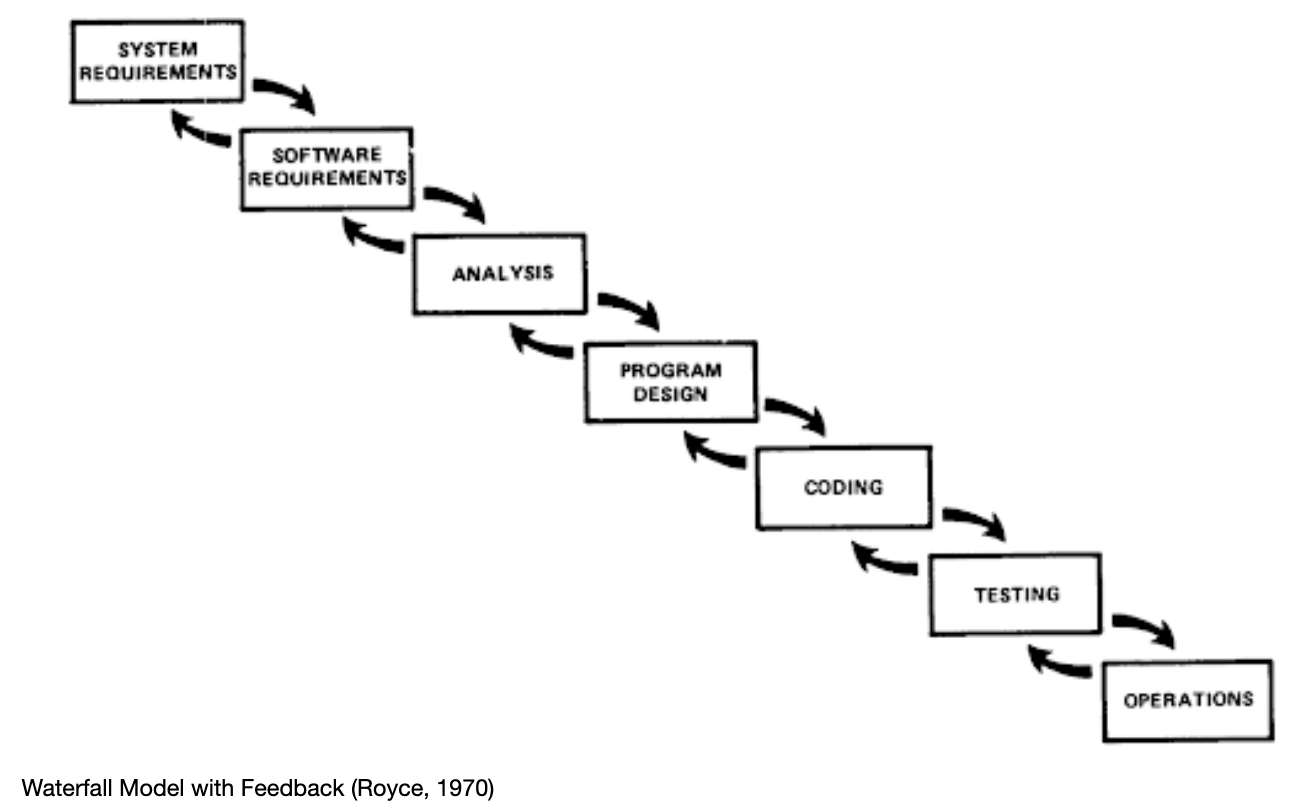 SYSTEM
REQUIREMENTS
SOFTWARE
REQUIREMENTS
ANALYSIS
PROGRAM
DESIGN
CODING
TESTING
OPERATIONS
Waterfall Model with Feedback (Royce, 1970)